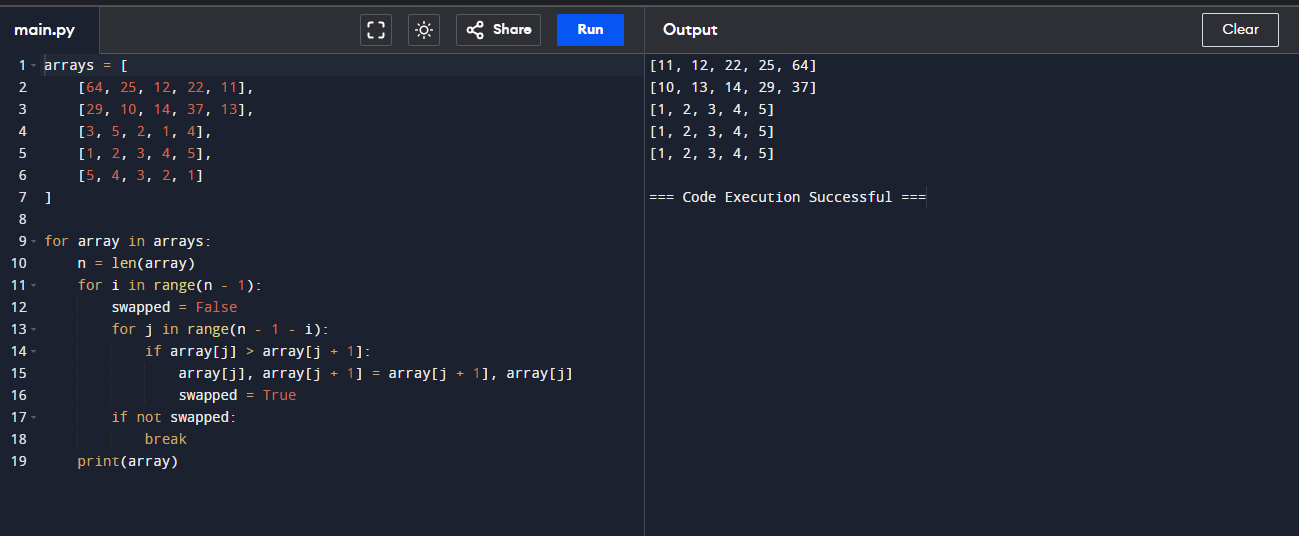 main.py
Share
Run
Output
Clear
1 arrays = [
2     [64, 25, 12, 22, 11],
3     [29, 10, 14, 37, 13],
4     [3, 5, 2, 1, 4],
5     [1, 2, 3, 4, 5],
6     [5, 4, 3, 2, 1]
7 ]
8
9 for array in arrays:
10     n = len(array)
11     for i in range(n - 1):
12         swapped = False
13         for j in range(n - 1 - i):
14             if array[j] > array[j + 1]:
15                 array[j], array[j + 1] = array[j + 1], array[j]
16                 swapped = True
17         if not swapped:
18             break
19     print(array)
[11, 12, 22, 25, 64]
[10, 13, 14, 29, 37]
[1, 2, 3, 4, 5]
[1, 2, 3, 4, 5]
[1, 2, 3, 4, 5]
=== Code Execution Successful ===